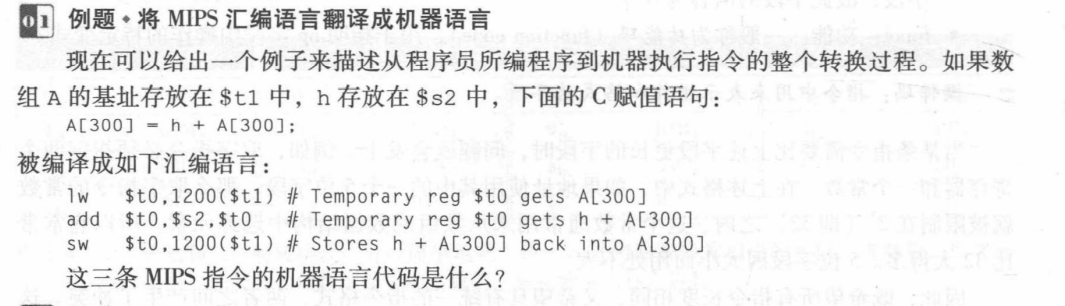 01 例题·将 MIPS 汇编语言翻译成机器语言
现在可以给出一个例子来描述从程序员所编程序到机器执行指令的整个转换过程。如果数
组 A 的基址存放在 $t1 中，h 存放在 $s2 中，下面的 C 赋值语句：
A[300] = h + A[300];
被编译成如下汇编语言：
lw $t0,1200($t1) # Temporary reg $t0 gets A[300]
add $t0,$s2,$t0 # Temporary reg $t0 gets h + A[300]
sw $t0,1200($t1) # Stores h + A[300] back into A[300]
这三条 MIPS 指令的机器语言代码是什么？